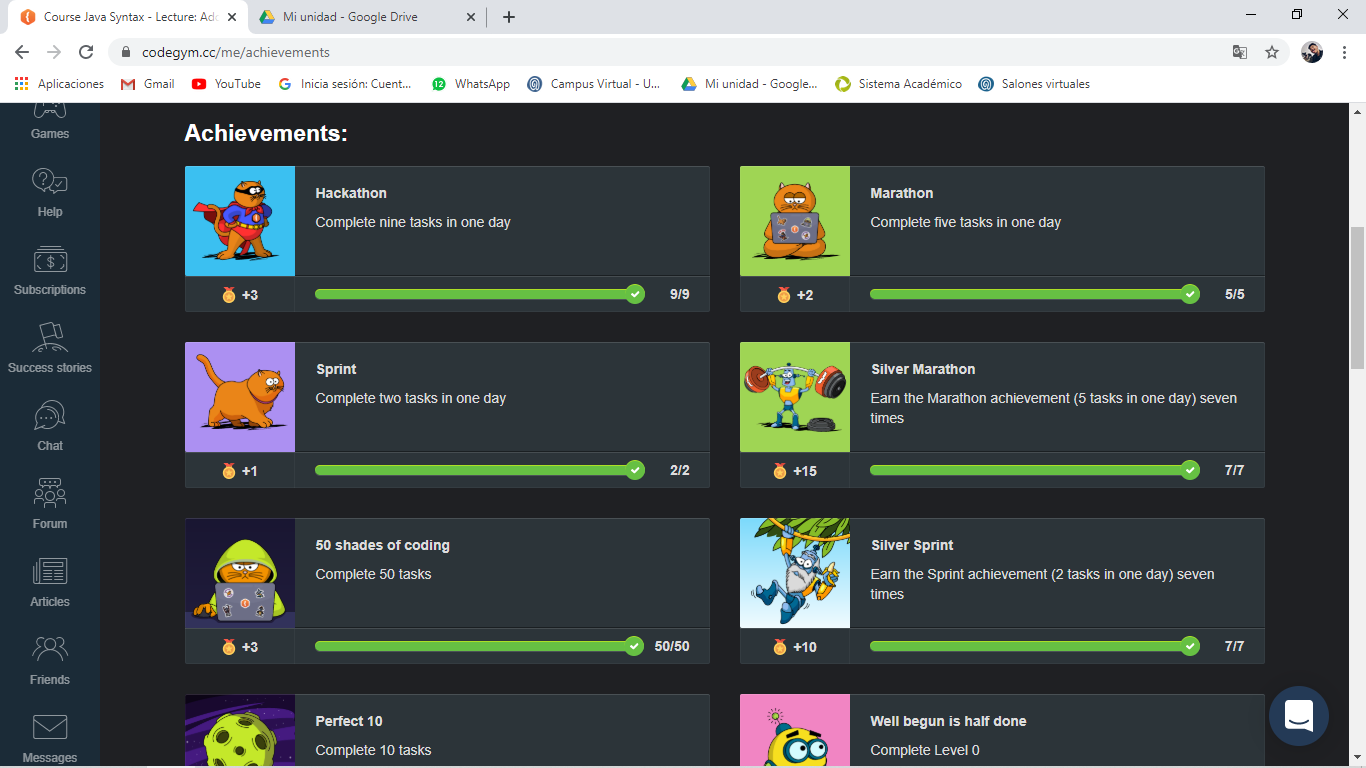 Course Java Syntax - Lecture: Ad
Mi unidad - Google Drive
codegym.cc/me/achievements
Aplicaciones
Gmail
YouTube
Inicia sesión: Cuent...
12
WhatsApp
Campus Virtual - U...
Mi unidad - Google...
Sistema Académico
Salones virtuales
Games
Help
$
Subscriptions
Success stories
Chat
Forum
Articles
Friends
Messages
Achievements:
Hackathon
Complete nine tasks in one day
+3
9/9
Marathon
Complete five tasks in one day
+2
5/5
Sprint
Complete two tasks in one day
+1
2/2
Silver Marathon
Earn the Marathon achievement (5 tasks in one day) seven
times
+15
7/7
50 shades of coding
Complete 50 tasks
+3
50/50
Silver Sprint
Earn the Sprint achievement (2 tasks in one day) seven
times
+10
7/7
Perfect 10
Complete 10 tasks
Well begun is half done
Complete Level 0